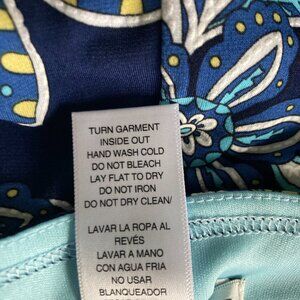 TURN GARMENT
INSIDE OUT
HAND WASH COLD
DO NOT BLEACH
LAY FLAT TO DRY
DO NOT IRON
DO NOT DRY CLEAN/
LAVAR LA ROPA AL
REVÉS
LAVAR A MANO
CON AGUA FRIA
NO USAR
BLANQUEADOR